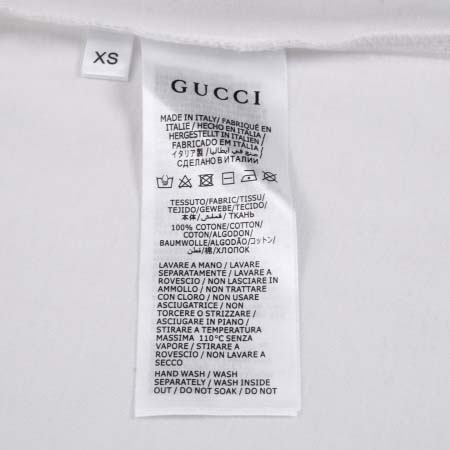 XS
GUCCI
MADE IN ITALY / FABRIQUÉ EN
ITALIE / HECHO EN ITALIA /
HERGESTELLT IN ITALIEN /
FABRICADO EM ITALIA /
イタリア製 / صنع في إيطاليا /
СДЕЛАНО В ИТАЛИИ
TESSUTO/FABRIC/TISSU/
TEJIDO/GEWEBE/TECIDO/
本体/ قماش / ТКАНЬ
100% COTONE/COTTON/
COTON/ALGODON/
BAUMWOLLE/ALGODÃO/コットン/
قطن/棉/ХЛОПОК
LAVARE A MANO / LAVARE
SEPARATAMENTE / LAVARE A
ROVESCIO / NON LASCIARE IN
AMMOLLO / NON TRATTARE
CON CLORO / NON USARE
ASCIUGATRICE / NON
TORCERE O STRIZZARE /
ASCIUGARE IN PIANO /
STIRARE A TEMPERATURA
MASSIMA 110°C SENZA
VAPORE / STIRARE A
ROVESCIO / NON LAVARE A
SECCO
HAND WASH / WASH
SEPARATELY / WASH INSIDE
OUT / DO NOT SOAK / DO NOT